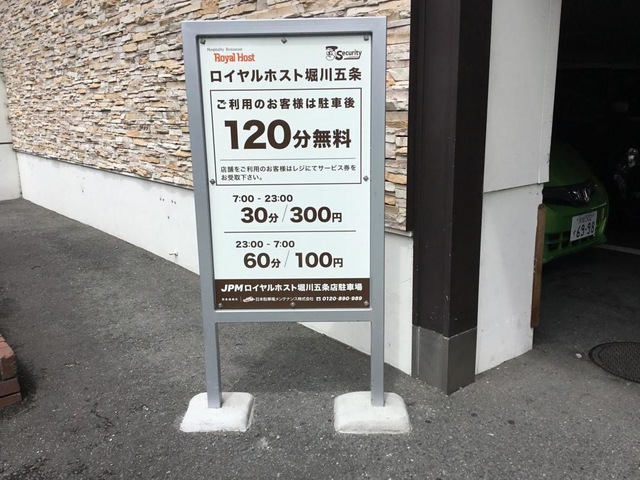 Hospitality Restaurant
Royal Host
Security
ロイヤルホスト堀川五条
ご利用のお客様は駐車後
120分無料
店舗をご利用のお客様はレジにてサービス券を
お受取下さい。
7:00 - 23:00
30分/300円
23:00 - 7:00
60分/100円
JPMロイヤルホスト堀川五条店駐車場
日本駐車場メンテナンス株式会社 0120-890-989
69-98